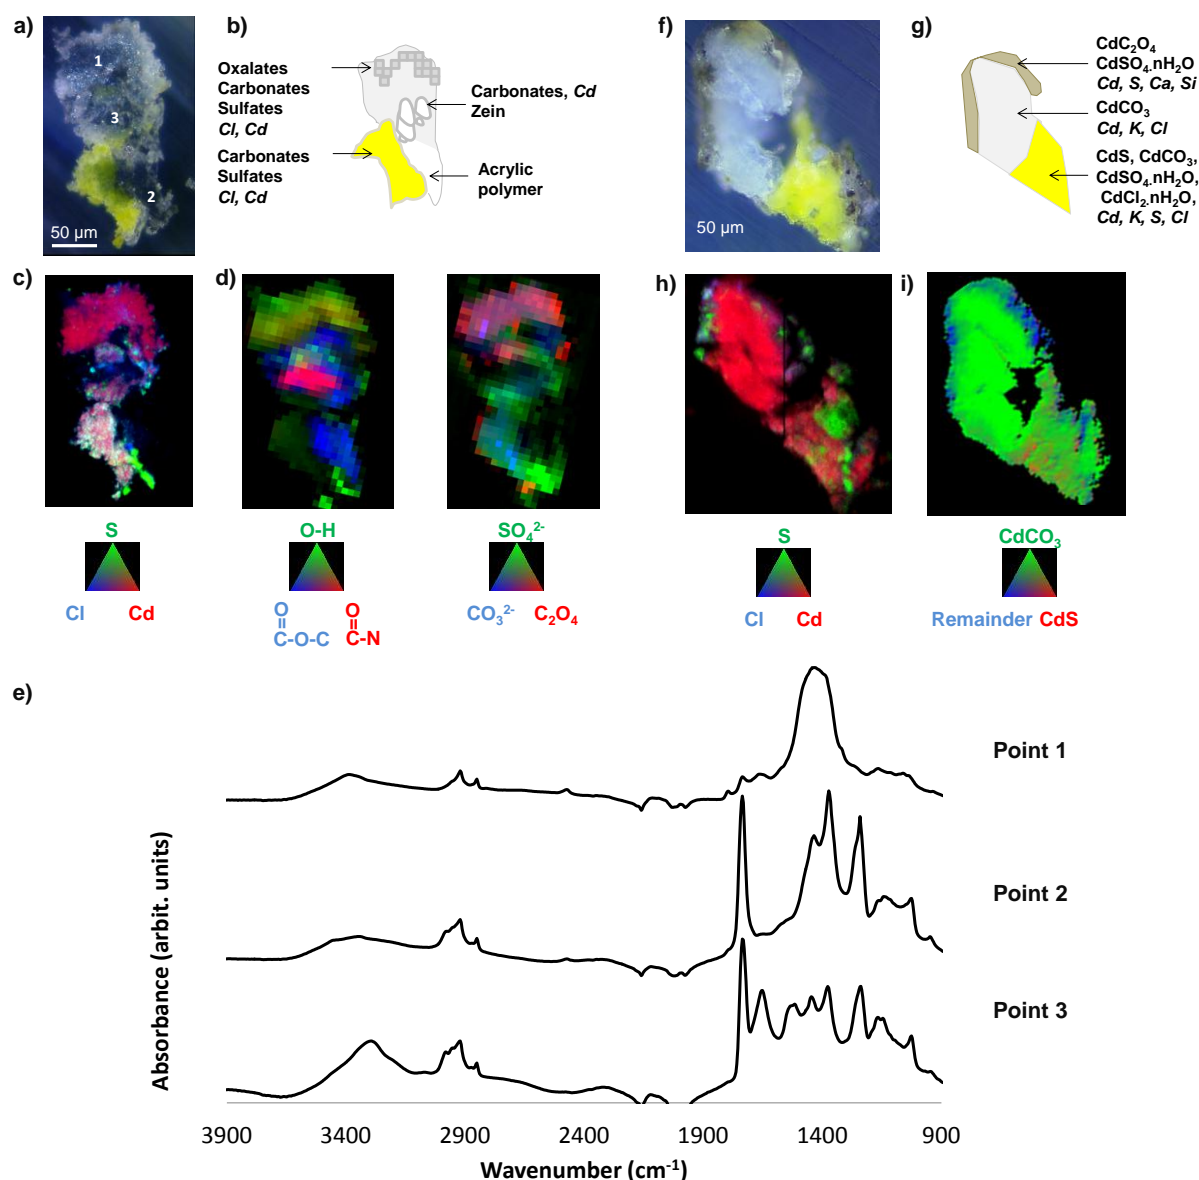 a)
1
3
2
50 µm
b)
Oxalates
Carbonates
Sulfates
Cl, Cd
Carbonates
Sulfates
Cl, Cd
Carbonates, Cd
Zein
Acrylic
polymer
f)
50 µm
g)
CdC₂O₄
CdSO₄.nH₂O
Cd, S, Ca, Si
CdCO₃
Cd, K, Cl
CdS, CdCO₃,
CdSO₄.nH₂O,
CdCl₂.nH₂O,
Cd, K, S, Cl
c)
S
Cl Cd
d)
O-H
O
C-O-C
O
C-N
SO₄²⁻
CO₃²⁻ C₂O₄
h)
S
Cl Cd
i)
CdCO₃
Remainder CdS
e)
Point 1
Point 2
Point 3
Absorbance (arbit. units)
3900 3400 2900 2400 1900 1400 900
Wavenumber (cm⁻¹)